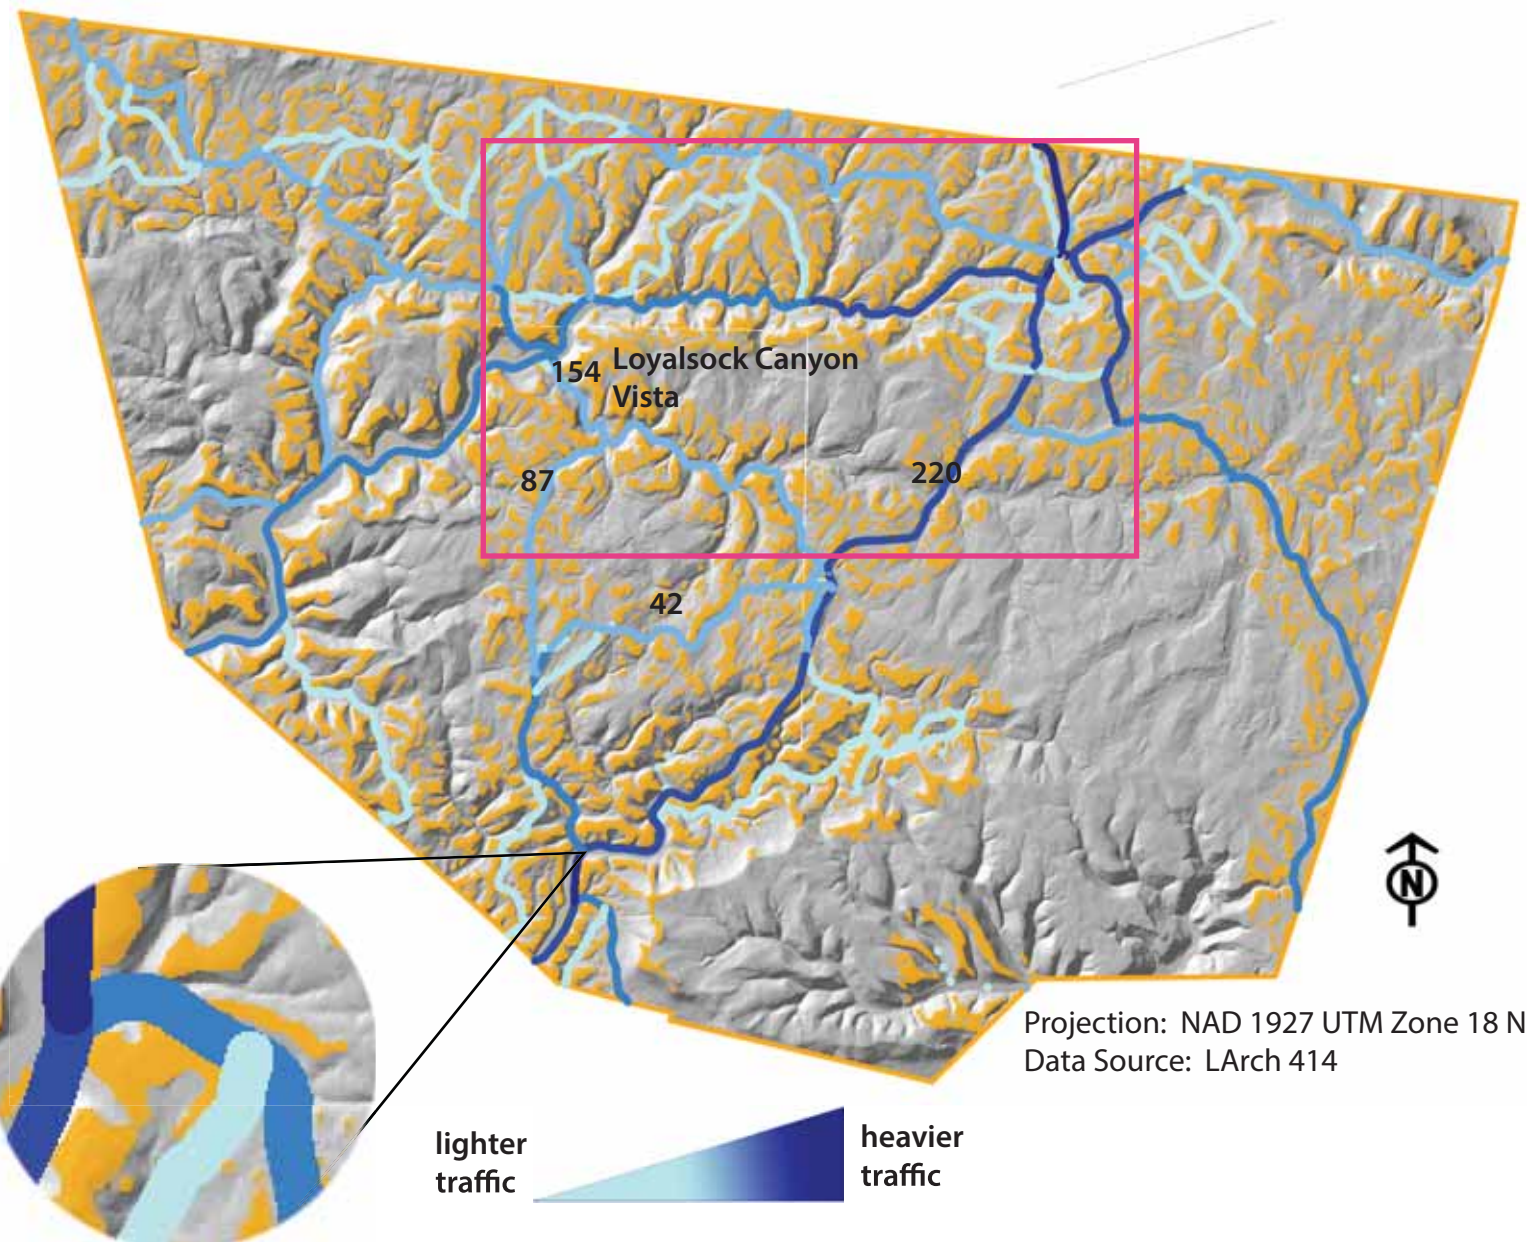 154
Loyalsock Canyon
Vista
87
220
42
N
Projection: NAD 1927 UTM Zone 18 N
Data Source: LArch 414
lighter
traffic
heavier
traffic